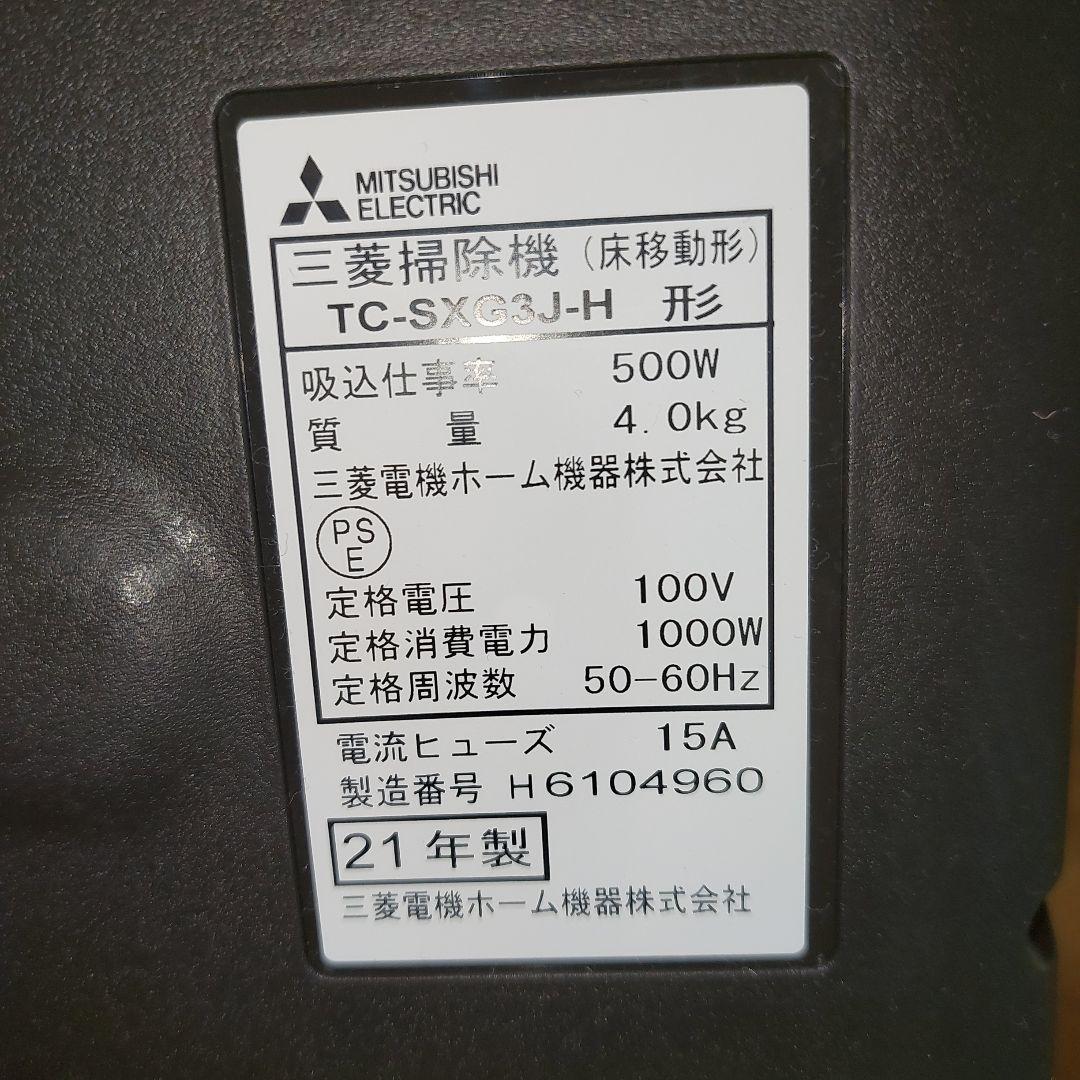 MITSUBISHI
ELECTRIC
三菱掃除機（床移動形）
TC-SXG3J-H 形
吸込仕事率 500W
質 量 4.0kg
三菱電機ホーム機器株式会社
PS
E
定格電圧 100V
定格消費電力 1000W
定格周波数 50-60Hz
電流ヒューズ 15A
製造番号 H6104960
21年製
三菱電機ホーム機器株式会社